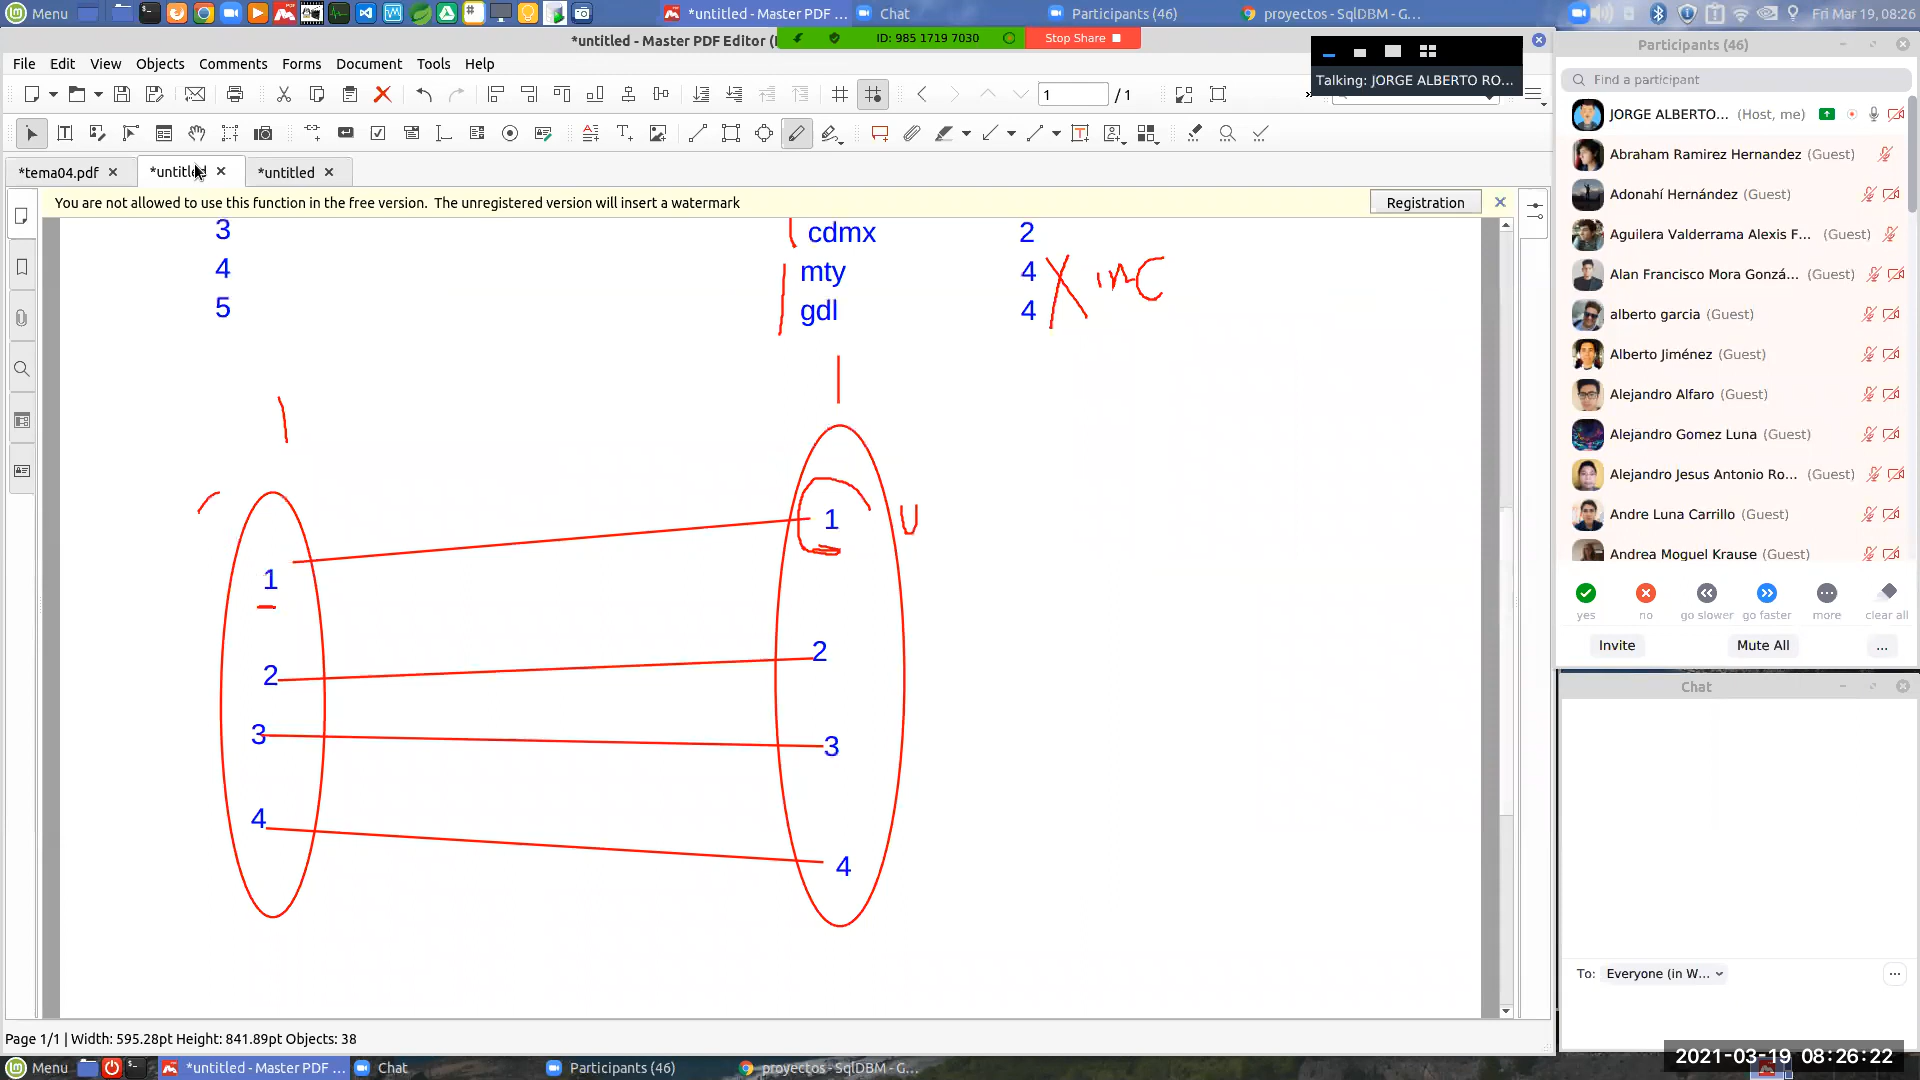 Menu
*untitled - Master PDF ...
Chat
Participants (46)
proyectos - SqlDBM - G...
Fri Mar 19, 08:26
*untitled - Master PDF Editor (
ID: 985 1719 7030
Stop Share
Talking: JORGE ALBERTO RO...
File Edit View Objects Comments Forms Document Tools Help
1 / 1
*tema04.pdf
*untitled
*untitled
You are not allowed to use this function in the free version. The unregistered version will insert a watermark
Registration
3 cdmx 2
4 mty 4
5 gdl 4
1 1
2 2
3 3
4 4
U
Page 1/1 | Width: 595.28pt Height: 841.89pt Objects: 38
Participants (46)
Find a participant
JORGE ALBERTO... (Host, me)
Abraham Ramirez Hernandez (Guest)
Adonahí Hernández (Guest)
Aguilera Valderrama Alexis F... (Guest)
Alan Francisco Mora Gonzá... (Guest)
alberto garcia (Guest)
Alberto Jiménez (Guest)
Alejandro Alfaro (Guest)
Alejandro Gomez Luna (Guest)
Alejandro Jesus Antonio Ro... (Guest)
Andre Luna Carrillo (Guest)
Andrea Moguel Krause (Guest)
yes no go slower go faster more clear all
Invite Mute All ...
Chat
To: Everyone (in W...
Menu
*untitled - Master PDF ...
Chat
Participants (46)
proyectos - SqlDBM - G...
2021-03-19 08:26:22